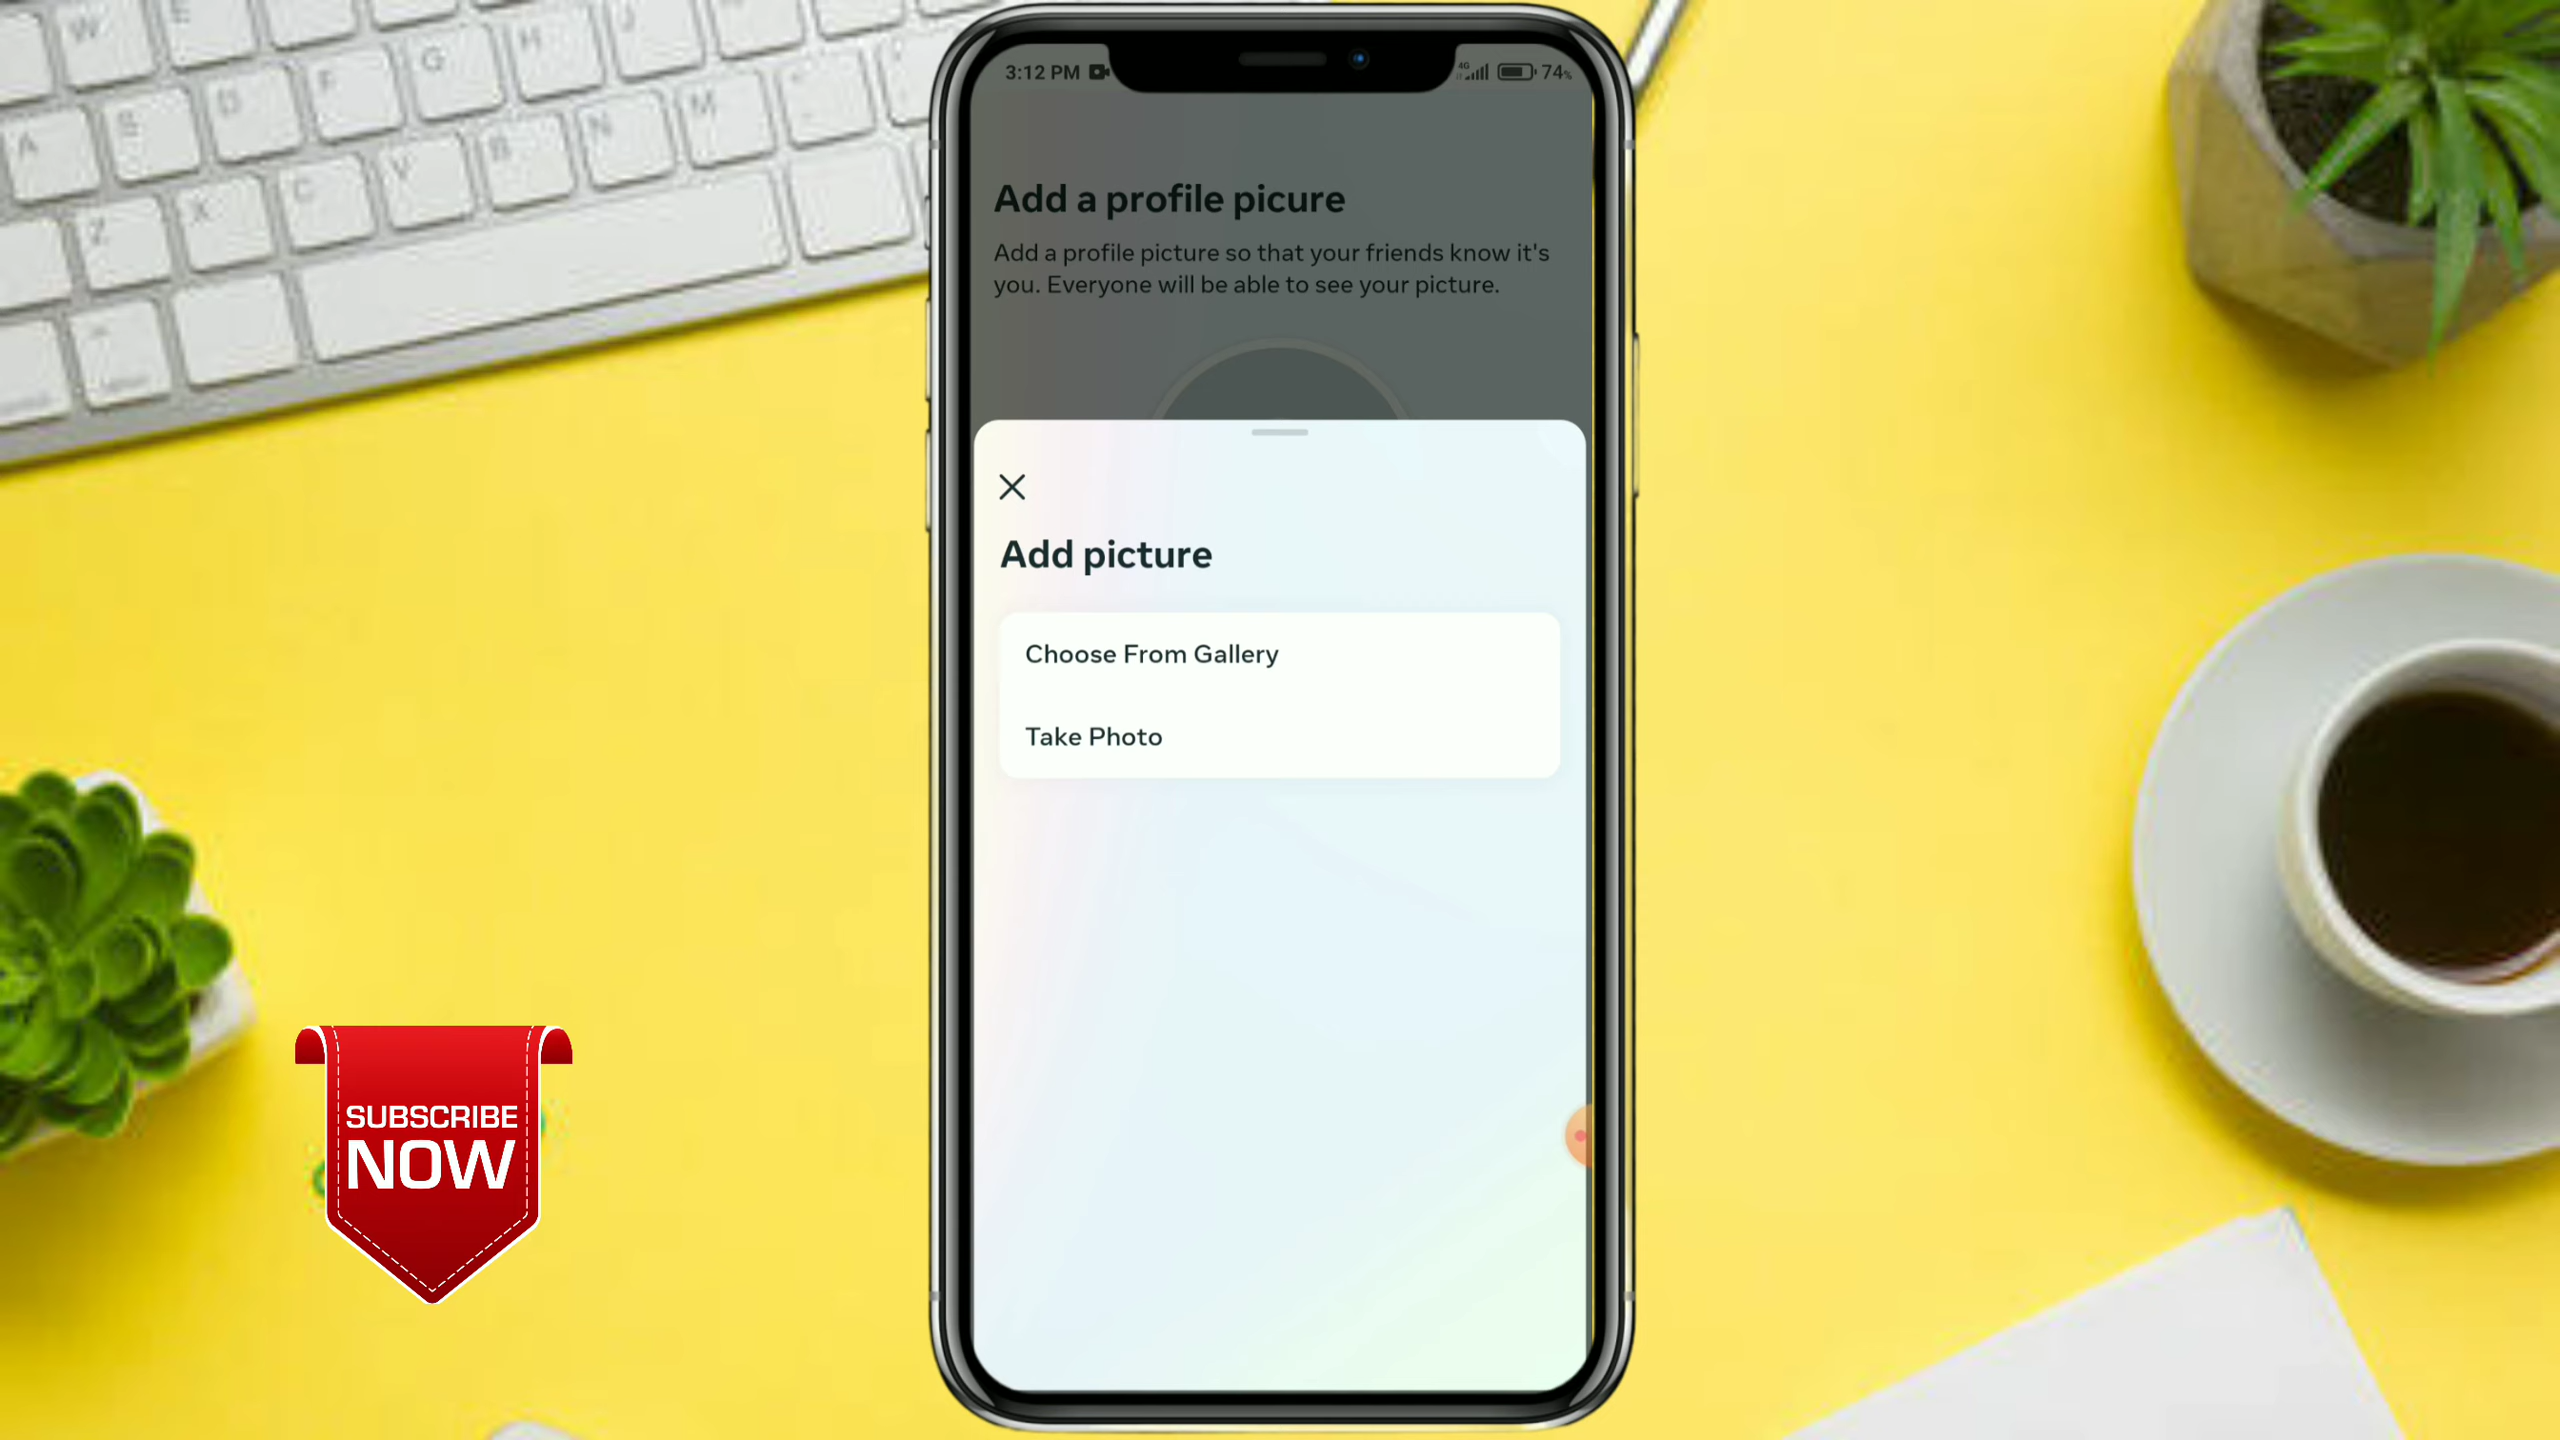 3:12 PM
4G
74%
Add a profile picure
Add a profile picture so that your friends know it's
you. Everyone will be able to see your picture.
Add picture
Choose From Gallery
Take Photo
SUBSCRIBE
NOW
W E
J
G H
A S D F
N M
Z X C V B